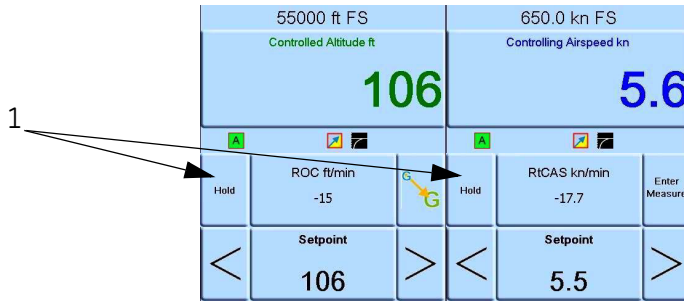 55000 ft FS
650.0 kn FS
Controlled Altitude ft
Controlling Airspeed kn
106
5.6
1
A
A
Hold
ROC ft/min
-15
G
G
Hold
RtCAS kn/min
-17.7
Enter
Measure
<
Setpoint
106
>
<
Setpoint
5.5
>